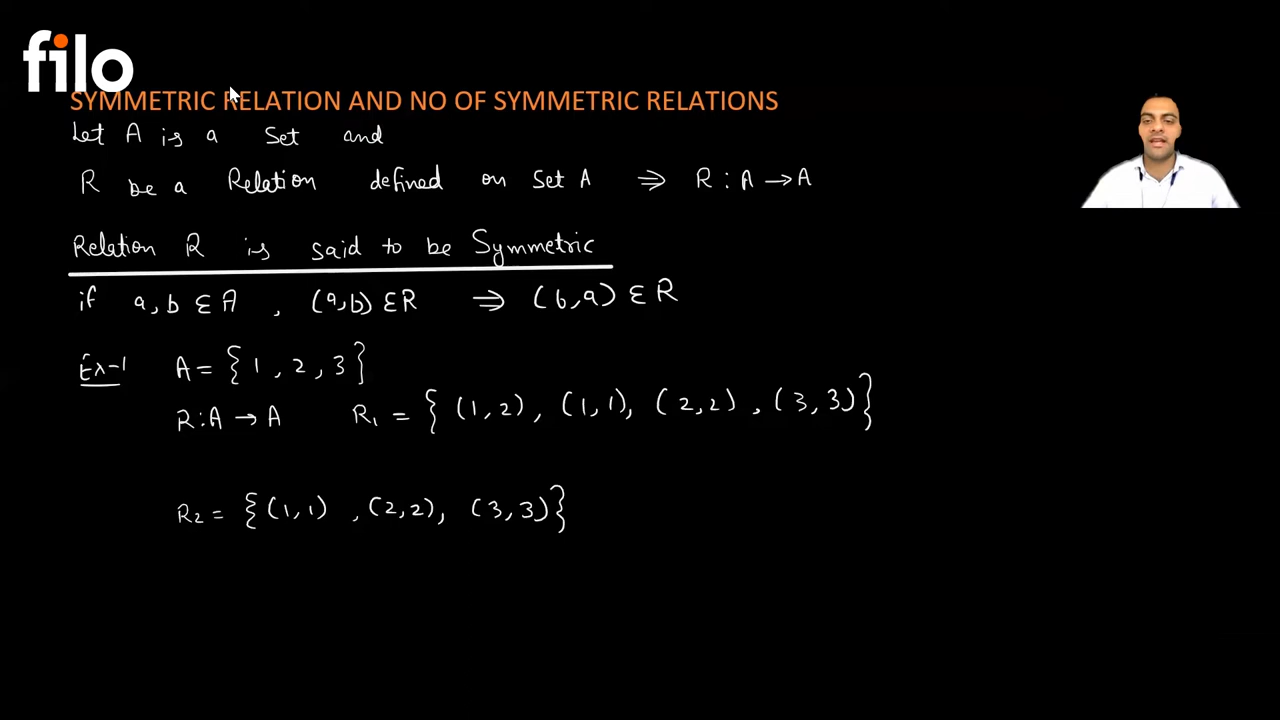 filo
SYMMETRIC RELATION AND NO OF SYMMETRIC RELATIONS
Let A is a Set and
R be a Relation defined on Set A ⇒ R : A → A
Relation R is said to be Symmetric
if a, b ∈ A , (a,b) ∈ R ⇒ (b,a) ∈ R
Ex-1 A = {1, 2, 3}
R : A → A R₁ = { (1,2), (1,1), (2,2), (3,3)}
R₂ = {(1,1) , (2,2), (3,3)}